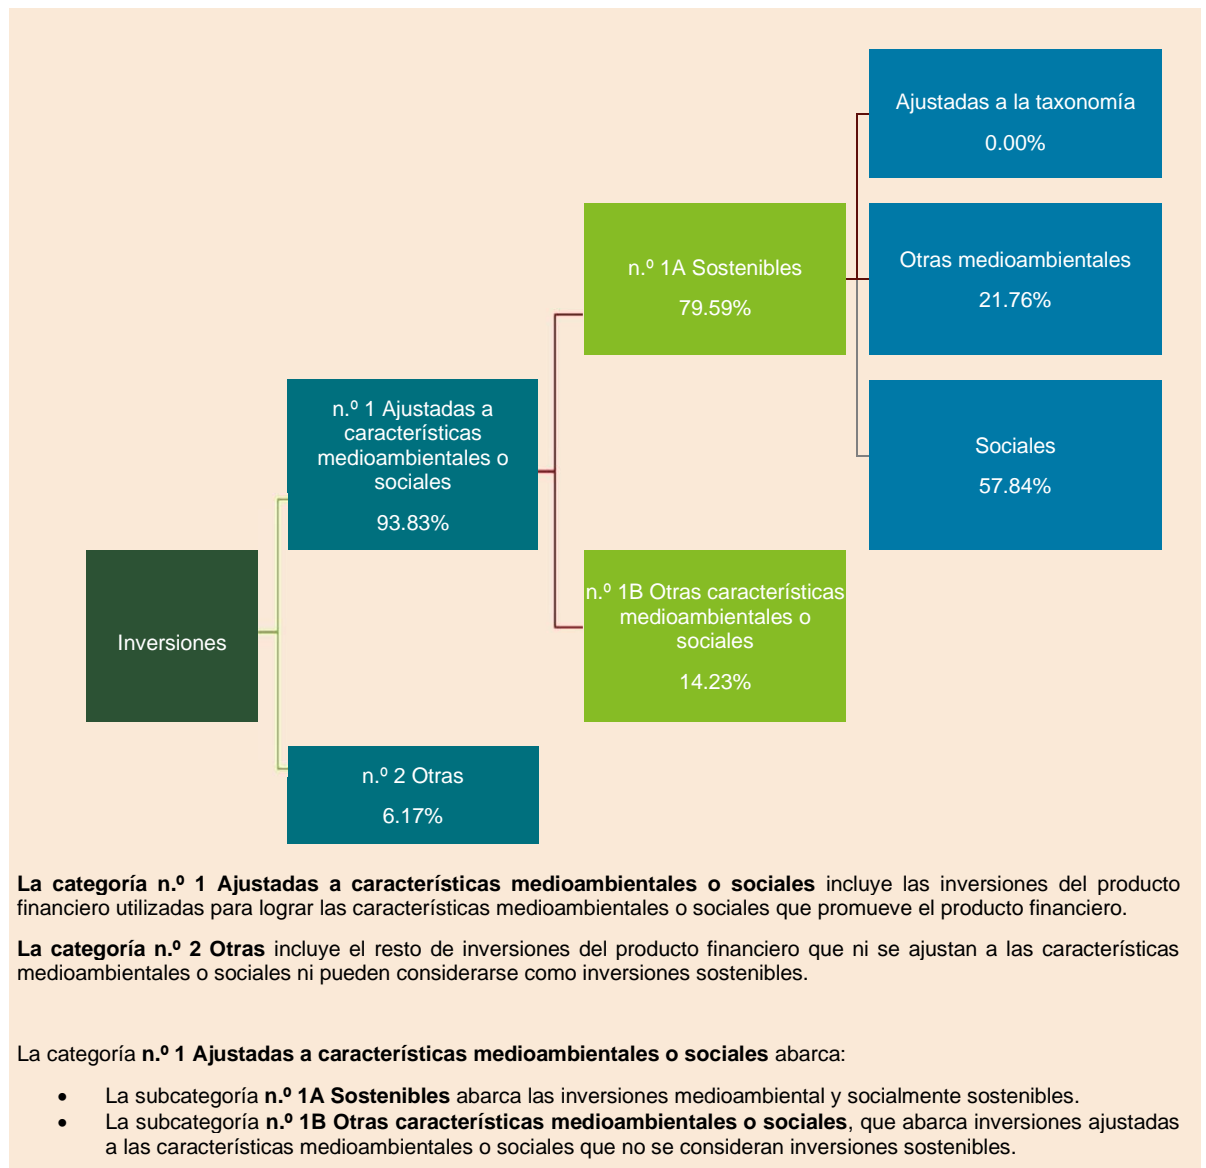 Ajustadas a la taxonomía
0.00%
n.º 1A Sostenibles
79.59%
Otras medioambientales
21.76%
n.º 1 Ajustadas a
características
medioambientales o
sociales
93.83%
Sociales
57.84%
Inversiones
n.º 1B Otras características
medioambientales o
sociales
14.23%
n.º 2 Otras
6.17%
La categoría n.º 1 Ajustadas a características medioambientales o sociales incluye las inversiones del producto
financiero utilizadas para lograr las características medioambientales o sociales que promueve el producto financiero.
La categoría n.º 2 Otras incluye el resto de inversiones del producto financiero que ni se ajustan a las características
medioambientales o sociales ni pueden considerarse como inversiones sostenibles.
La categoría n.º 1 Ajustadas a características medioambientales o sociales abarca:
• La subcategoría n.º 1A Sostenibles abarca las inversiones medioambiental y socialmente sostenibles.
• La subcategoría n.º 1B Otras características medioambientales o sociales, que abarca inversiones ajustadas
a las características medioambientales o sociales que no se consideran inversiones sostenibles.